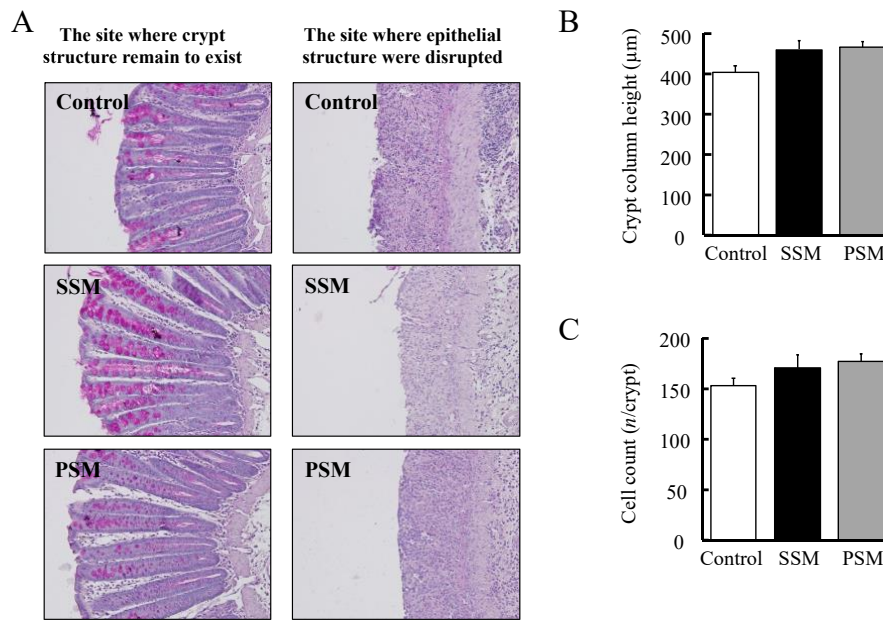 A
The site where crypt
structure remain to exist
The site where epithelial
structure were disrupted
Control
Control
SSM
SSM
PSM
PSM
B
Crypt column height (μm)
500
400
300
200
100
0
Control SSM PSM
C
Cell count (n/crypt)
200
150
100
50
0
Control SSM PSM